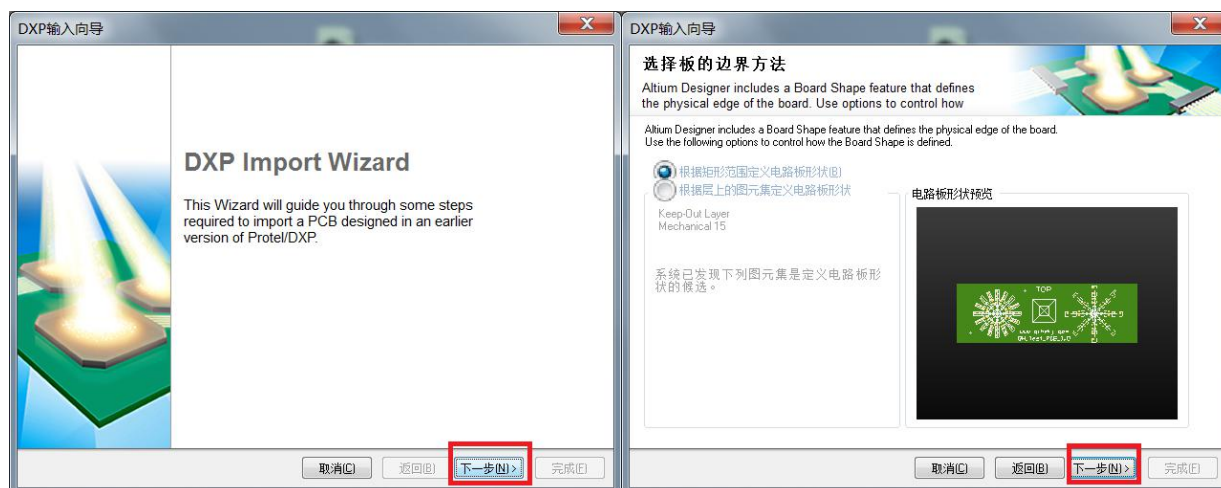 DXP输入向导
DXP Import Wizard
This Wizard will guide you through some steps
required to import a PCB designed in an earlier
version of Protel/DXP.
取消(C)
返回(B)
下一步(N)>
完成(F)
DXP输入向导
选择板的边界方法
Altium Designer includes a Board Shape feature that defines
the physical edge of the board. Use options to control how
Altium Designer includes a Board Shape feature that defines the physical edge of the board.
Use the following options to control how the Board Shape is defined.
根据矩形范围定义电路板形状(B)
根据层上的图元集定义电路板形状
Keep-Out Layer
Mechanical 15
系统已发现下列图元集是定义电路板形
状的候选。
电路板形状预览
TOP
取消(C)
返回(B)
下一步(N)>
完成(F)